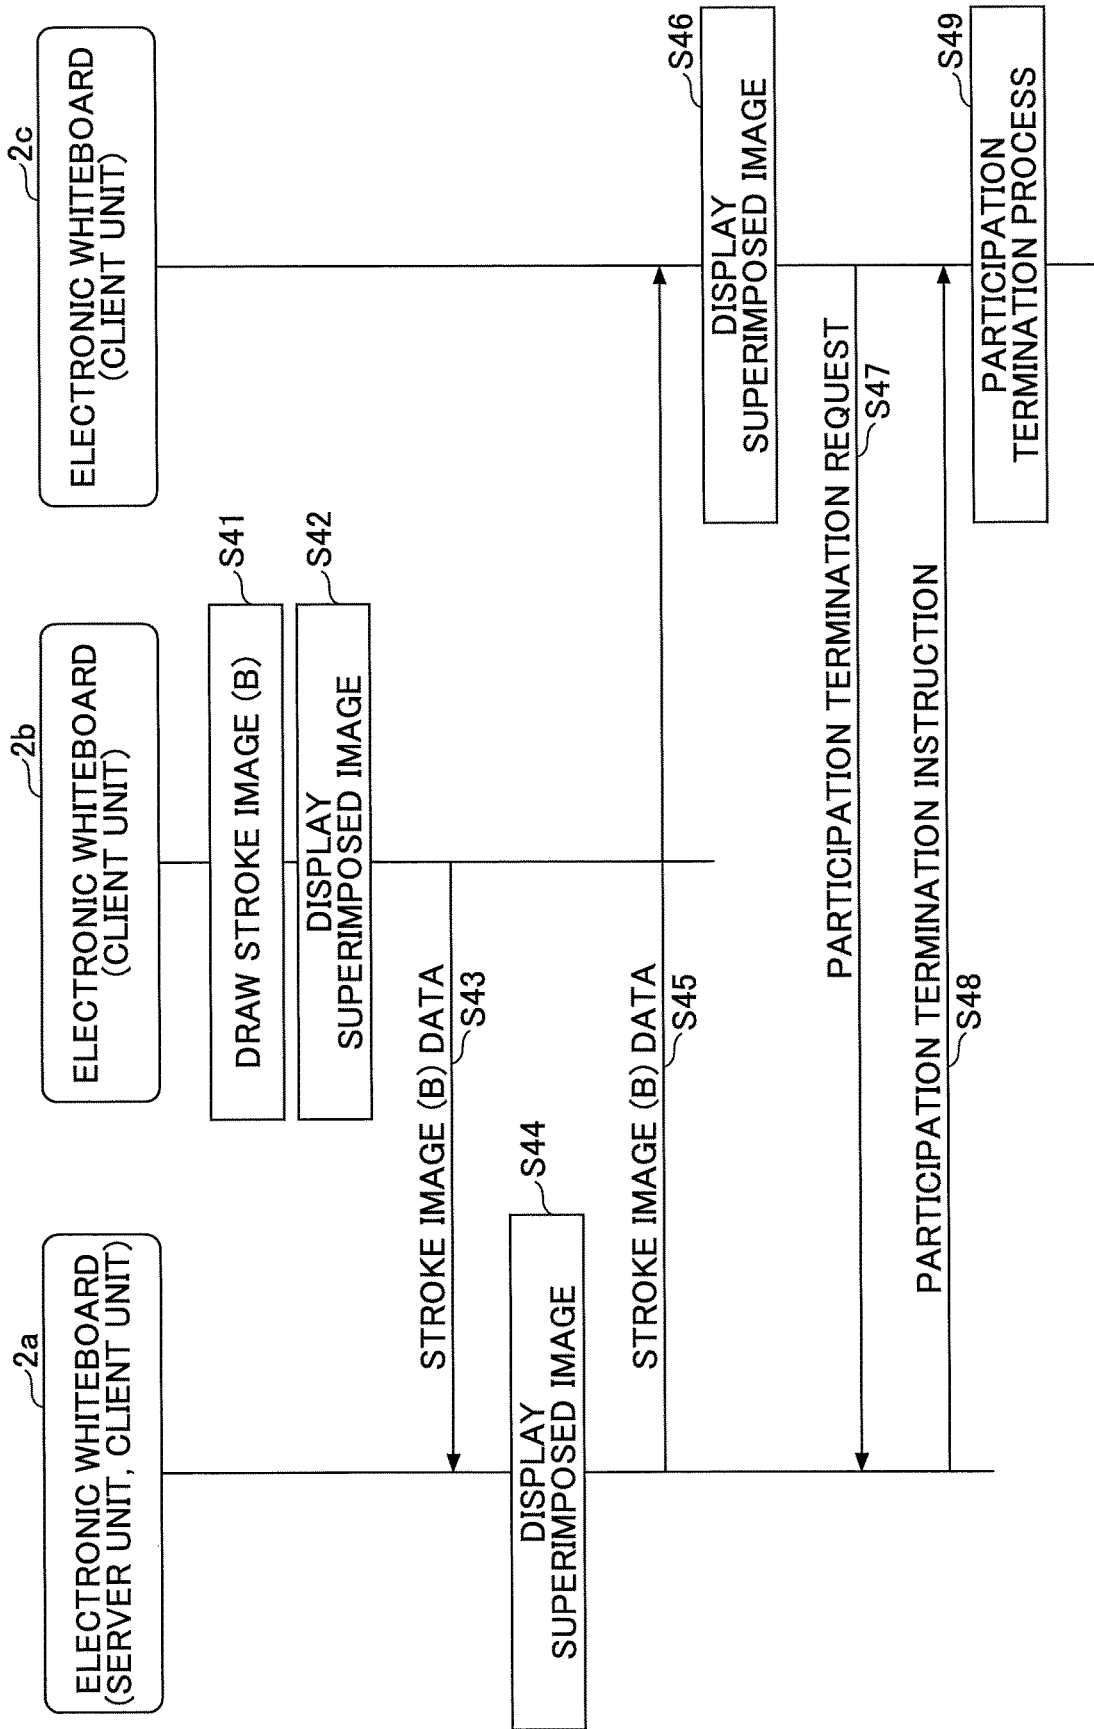 2a
ELECTRONIC WHITEBOARD
(SERVER UNIT, CLIENT UNIT)
2b
ELECTRONIC WHITEBOARD
(CLIENT UNIT)
2c
ELECTRONIC WHITEBOARD
(CLIENT UNIT)
S41
DRAW STROKE IMAGE (B)
S42
DISPLAY
SUPERIMPOSED IMAGE
STROKE IMAGE (B) DATA
S43
S44
DISPLAY
SUPERIMPOSED IMAGE
STROKE IMAGE (B) DATA
S45
S46
DISPLAY
SUPERIMPOSED IMAGE
PARTICIPATION TERMINATION REQUEST
S47
PARTICIPATION TERMINATION INSTRUCTION
S48
S49
PARTICIPATION
TERMINATION PROCESS